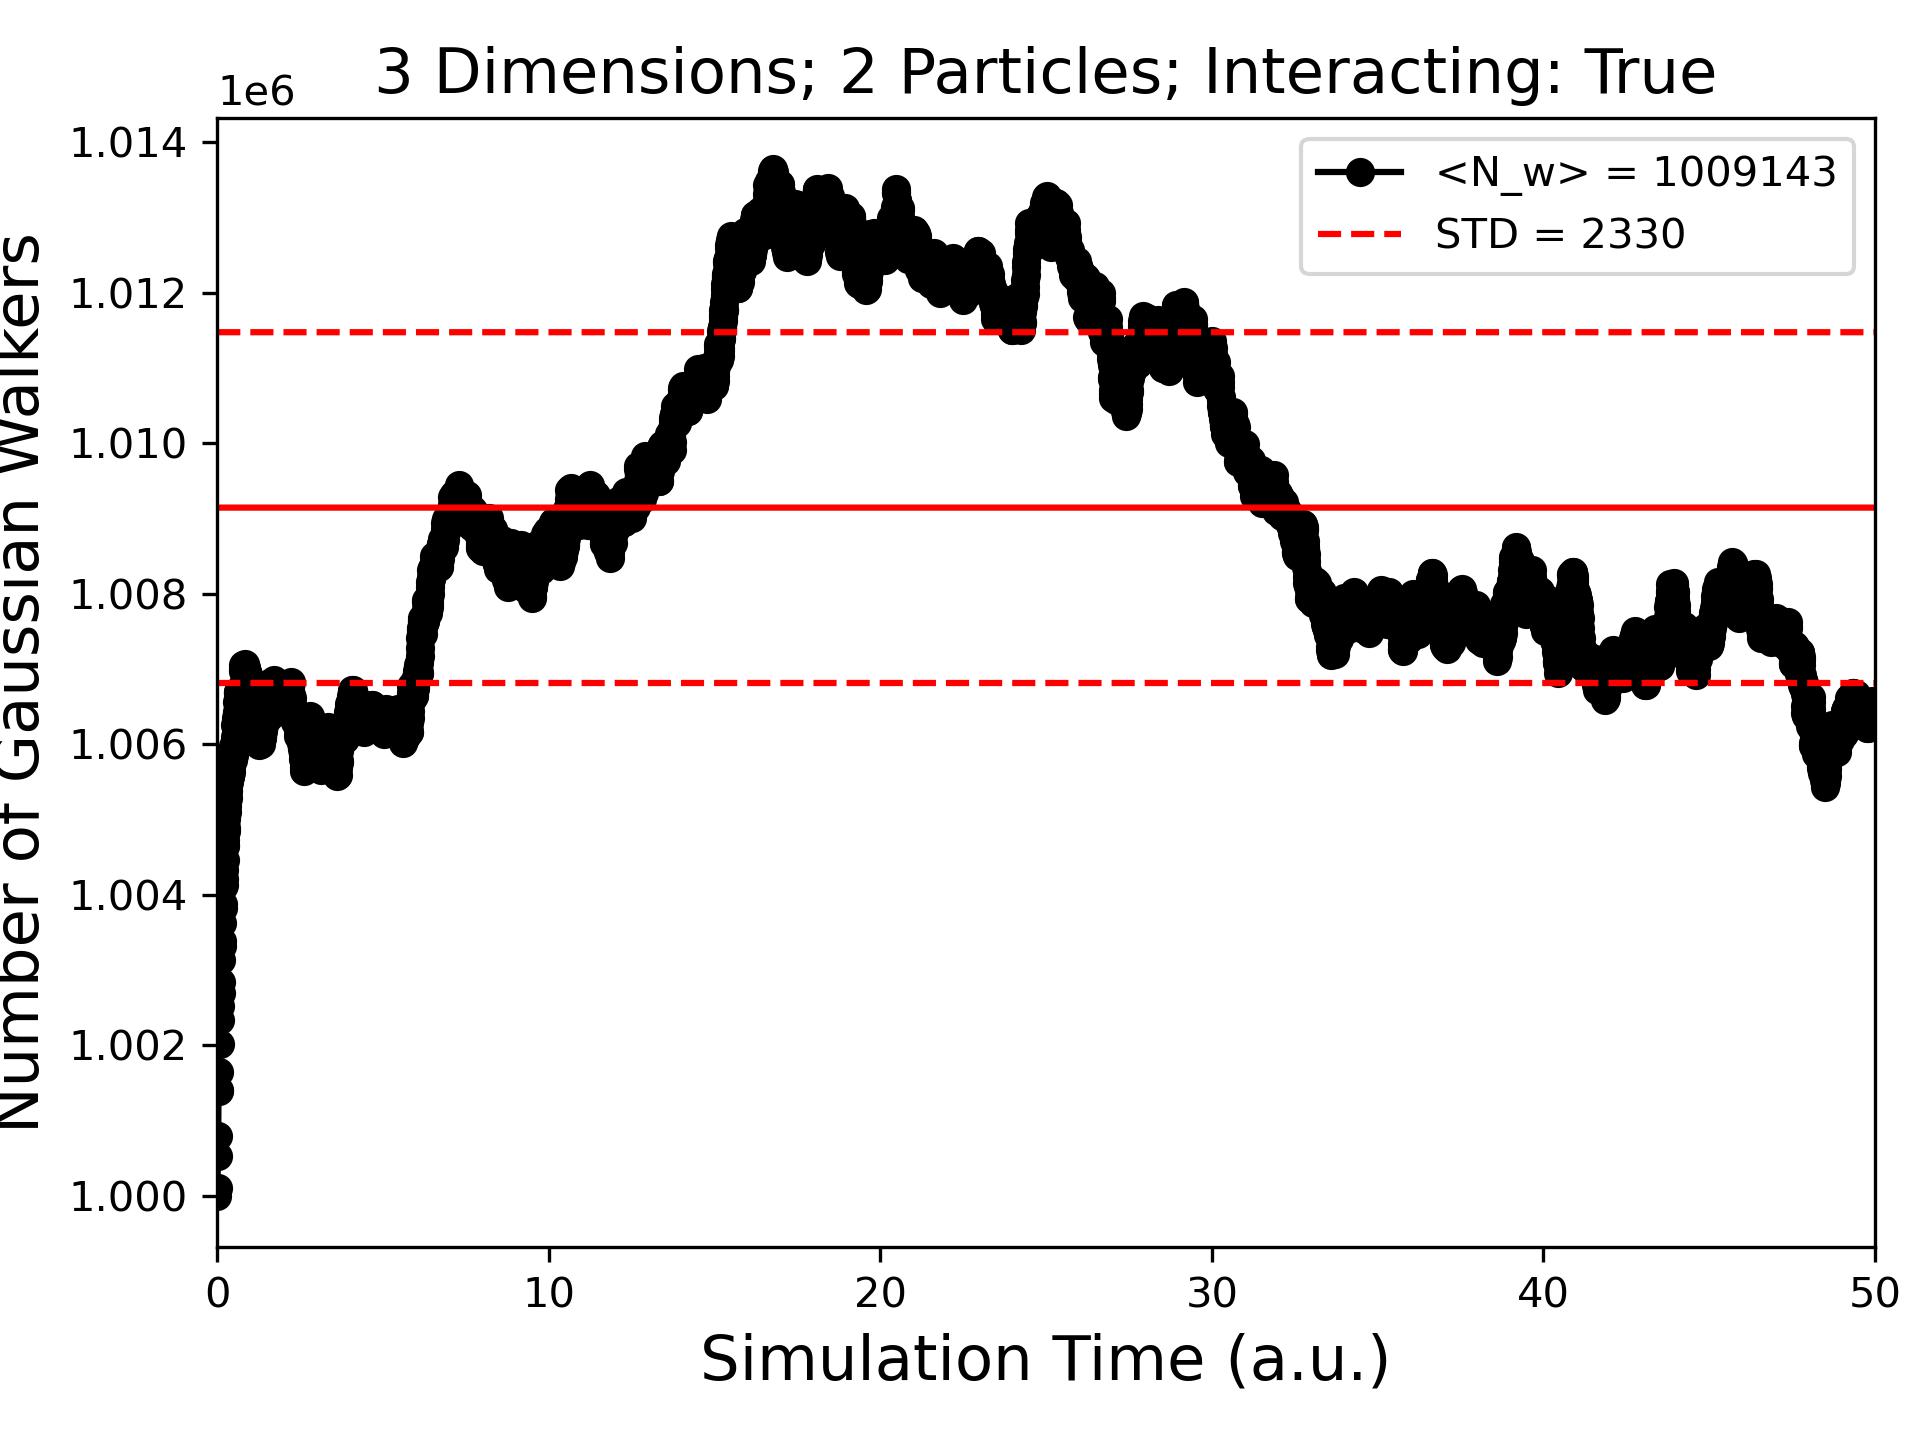 3 Dimensions; 2 Particles; Interacting: True
1e6
1.014
1.012
1.010
1.008
1.006
1.004
1.002
1.000
Number of Gaussian Walkers
<N_w> = 1009143
STD = 2330
0 10 20 30 40 50
Simulation Time (a.u.)